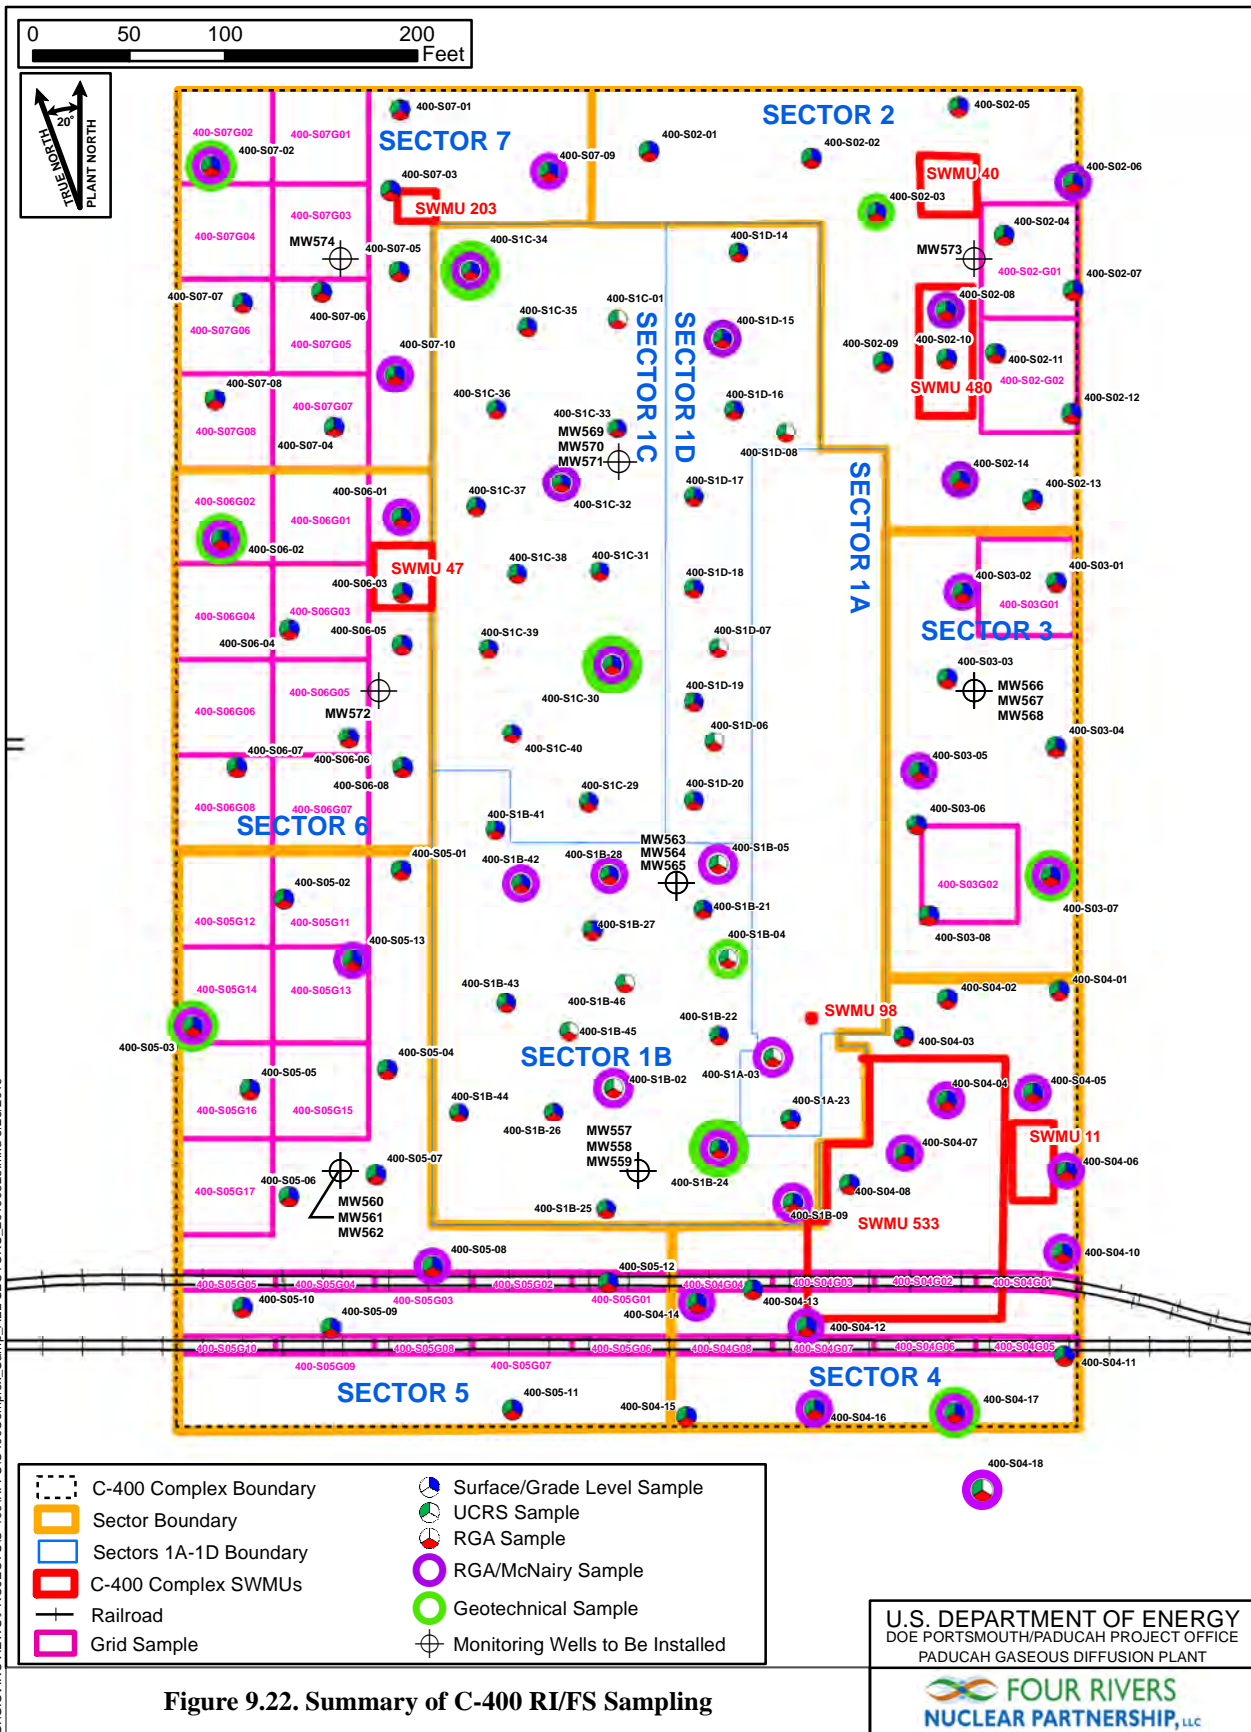 0 50 100 200
Feet
20°
TRUE NORTH
PLANT NORTH
400-S07-01
SECTOR 7
SECTOR 2
400-S02-05
400-S07G02
400-S07G01
400-S07-02
400-S07-09
400-S02-01
400-S02-02
SWMU 40
400-S02-06
400-S07-03
SWMU 203
400-S02-03
400-S07G03
400-S07G04
MW574
400-S07-05
400-S1C-34
400-S1D-14
400-S02-04
MW573
400-S02-G01
400-S02-07
400-S07-07
400-S07-06
400-S07G06
400-S07G05
400-S1C-35
400-S1C-01
SECTOR 1C
SECTOR 1D
400-S1D-15
400-S02-08
400-S02-09
400-S02-10
400-S02-11
400-S02-G02
SWMU 480
400-S02-12
400-S07-10
400-S07-08
400-S07G07
400-S07G08
400-S07-04
400-S1C-36
400-S1C-33
MW569
MW570
MW571
400-S1D-16
400-S1D-08
SECTOR 1A
400-S02-14
400-S02-13
400-S06G02
400-S06-01
400-S06G01
400-S06-02
400-S1C-37
400-S1C-32
400-S1D-17
SWMU 47
400-S06-03
400-S1C-38
400-S1C-31
400-S1D-18
400-S03-02
400-S03-01
400-S03G01
SECTOR 3
400-S06G04
400-S06G03
400-S06-04
400-S06-05
400-S1C-39
400-S1D-07
400-S03-03
MW566
MW567
MW568
400-S06G05
400-S06G06
MW572
400-S1C-30
400-S1D-19
400-S1D-06
400-S03-04
400-S06-07
400-S06-06
400-S06-08
400-S1C-40
400-S03-05
400-S06G08
400-S06G07
SECTOR 6
400-S1C-29
400-S1D-20
400-S1B-41
400-S03-06
400-S05-01
400-S1B-42
400-S1B-28
MW563
MW564
MW565
400-S1B-05
400-S05-02
400-S03G02
400-S03-07
400-S05G12
400-S05G11
400-S1B-21
400-S1B-27
400-S03-08
400-S05-13
400-S1B-04
400-S05G14
400-S05G13
400-S1B-43
400-S1B-46
400-S04-02
400-S04-01
SWMU 98
400-S05-03
400-S1B-45
400-S1B-22
400-S04-03
SECTOR 1B
400-S05-04
400-S05-05
400-S1A-03
400-S1B-02
400-S04-04
400-S04-05
400-S05G16
400-S05G15
400-S1B-44
400-S1B-26
400-S1A-23
MW557
MW558
MW559
SWMU 11
400-S04-07
400-S04-06
400-S05-07
400-S05-06
400-S05G17
400-S1B-24
400-S04-08
MW560
MW561
MW562
400-S1B-25
400-S1B-09
SWMU 533
400-S05-08
400-S05-12
400-S04-10
400-S05G05
400-S05G04
400-S05G02
400-S04G04
400-S04G03
400-S04G02
400-S04G01
400-S05-10
400-S05G03
400-S05G01
400-S05-09
400-S04-14
400-S04-13
400-S04-12
400-S05G10
400-S05G08
400-S05G06
400-S04G08
400-S04G07
400-S04G06
400-S04G05
400-S04-11
400-S05G09
400-S05G07
SECTOR 5
SECTOR 4
400-S05-11
400-S04-15
400-S04-16
400-S04-17
400-S04-18
C-400 Complex Boundary
Sector Boundary
Sectors 1A-1D Boundary
C-400 Complex SWMUs
Railroad
Grid Sample
Surface/Grade Level Sample
UCRS Sample
RGA Sample
RGA/McNairy Sample
Geotechnical Sample
Monitoring Wells to Be Installed
U.S. DEPARTMENT OF ENERGY
DOE PORTSMOUTH/PADUCAH PROJECT OFFICE
PADUCAH GASEOUS DIFFUSION PLANT
FOUR RIVERS
NUCLEAR PARTNERSHIP, LLC
Figure 9.22. Summary of C-400 RI/FS Sampling